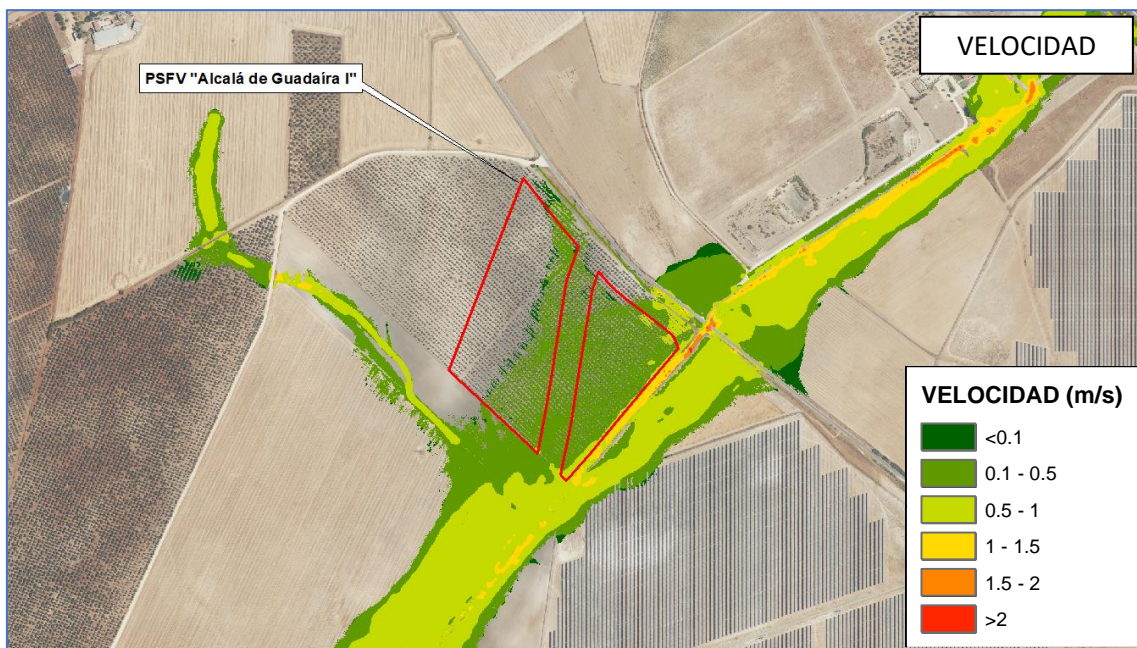 VELOCIDAD
PSFV "Alcalá de Guadaíra I"
VELOCIDAD (m/s)
<0.1
0.1 - 0.5
0.5 - 1
1 - 1.5
1.5 - 2
>2